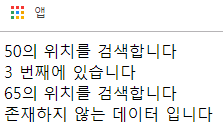 앱
50의 위치를 검색합니다
3 번째에 있습니다
65의 위치를 검색합니다
존재하지 않는 데이터 입니다